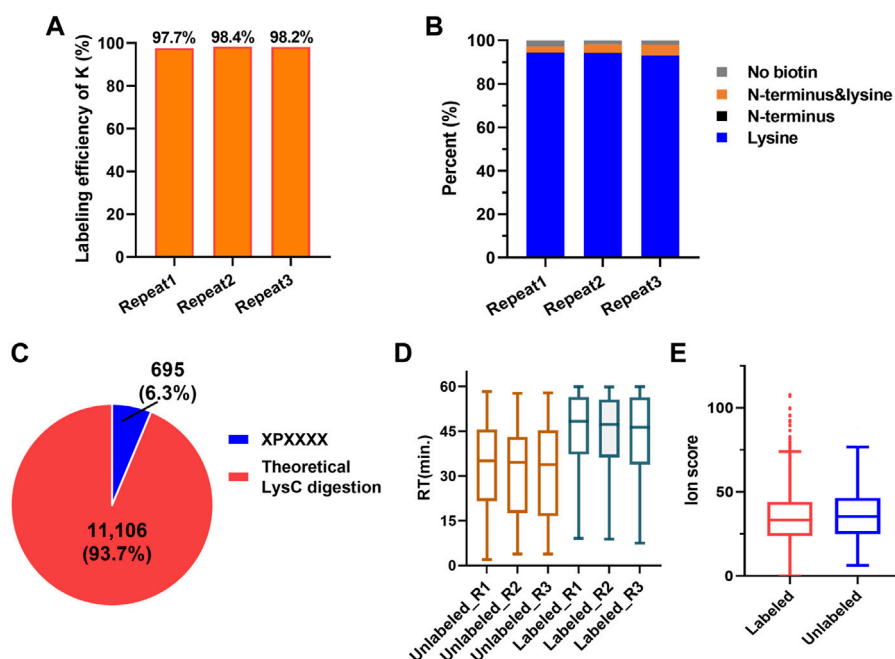 A
Labeling efficiency of K (%)
100
80
60
40
20
0
97.7%
98.4%
98.2%
Repeat1
Repeat2
Repeat3
B
Percent (%)
100
80
60
40
20
0
Repeat1
Repeat2
Repeat3
No biotin
N-terminus&lysine
N-terminus
Lysine
C
695
(6.3%)
11,106
(93.7%)
XPXXXX
Theoretical
LysC digestion
D
RT(min.)
60
45
30
15
0
Unlabeled_R1
Unlabeled_R2
Unlabeled_R3
Labeled_R1
Labeled_R2
Labeled_R3
E
Ion score
100
50
0
Labeled
Unlabeled